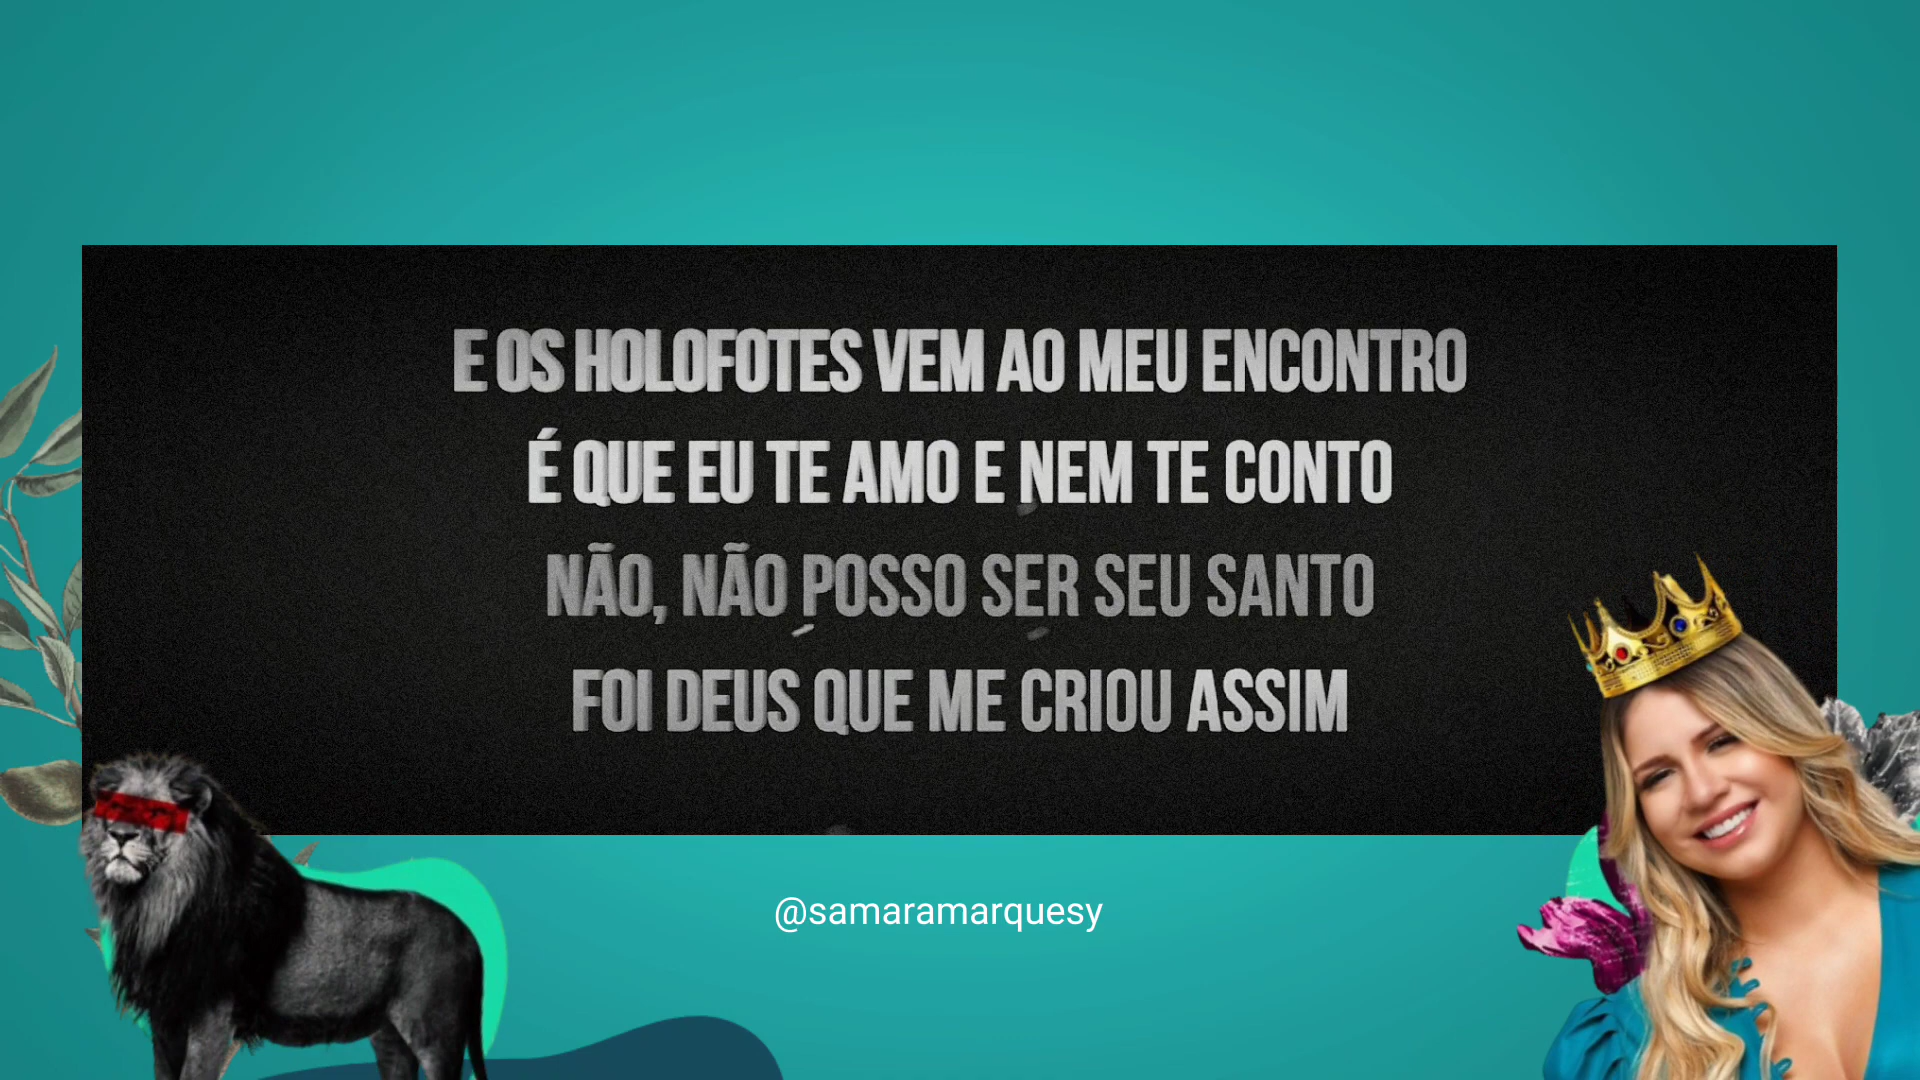 E OS HOLOFOTES VEM AO MEU ENCONTRO
É QUE EU TE AMO E NEM TE CONTO
NÃO, NÃO POSSO SER SEU SANTO
FOI DEUS QUE ME CRIOU ASSIM
@samaramarquesy